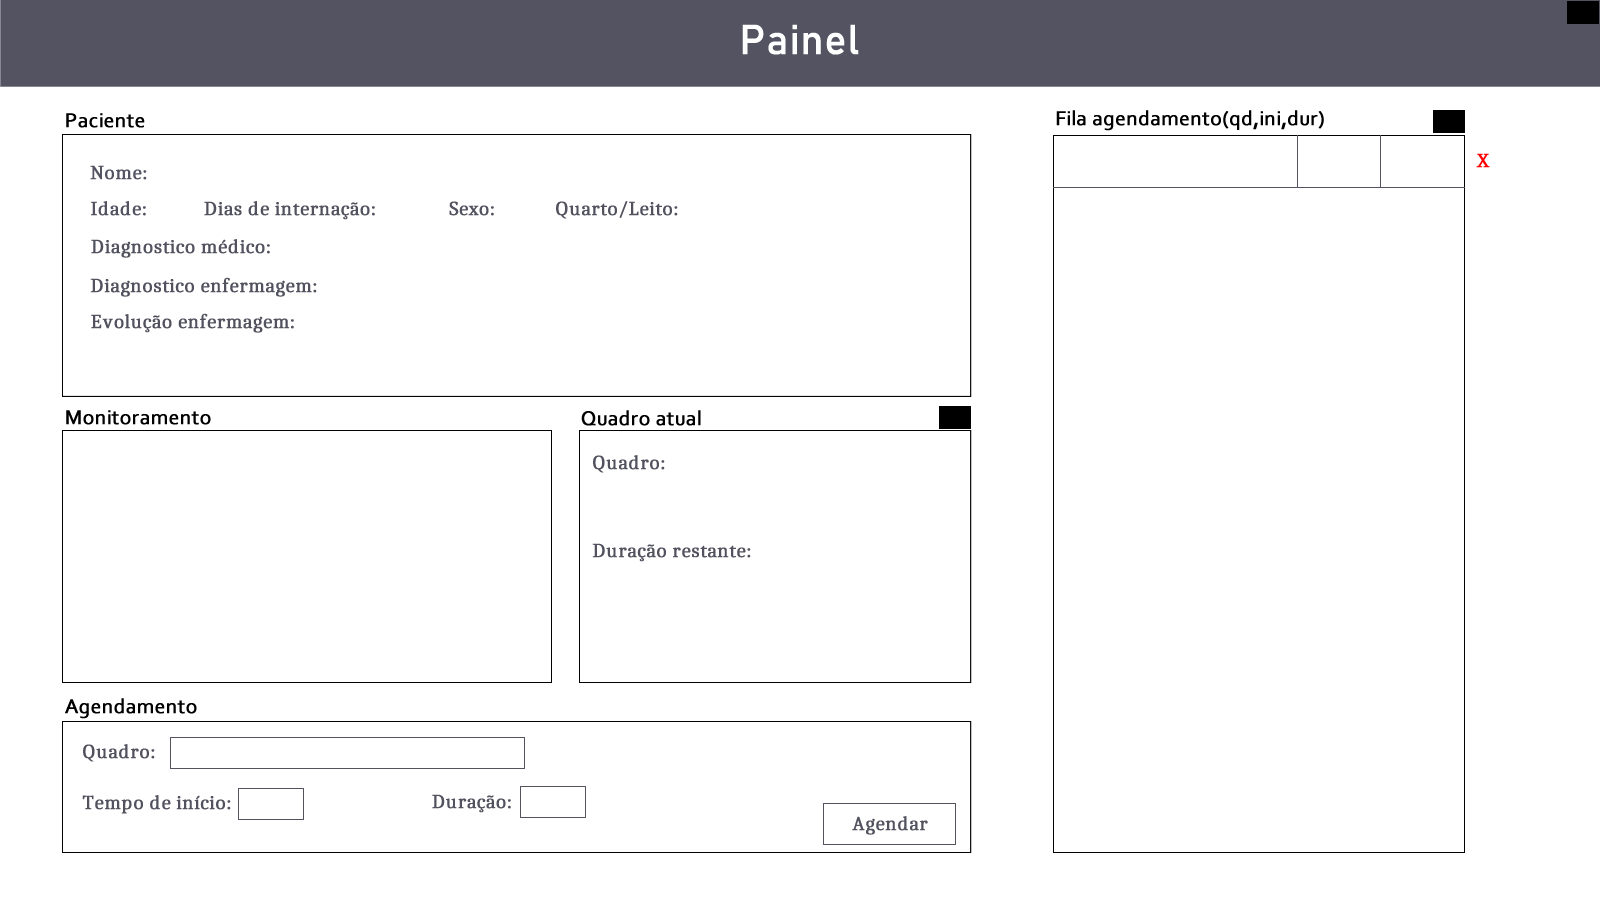 Painel
Paciente
Nome:
Idade: Dias de internação: Sexo: Quarto/Leito:
Diagnostico médico:
Diagnostico enfermagem:
Evolução enfermagem:
Monitoramento
Quadro atual
Quadro:
Duração restante:
Agendamento
Quadro:
Tempo de início: Duração:
Agendar
Fila agendamento(qd,ini,dur)
X